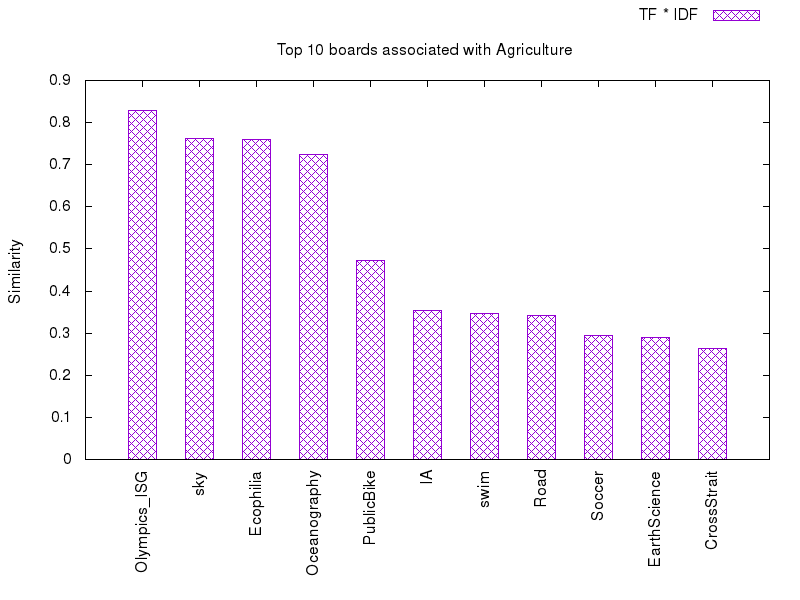 TF * IDF
Top 10 boards associated with Agriculture
0.9
0.8
0.7
0.6
0.5
0.4
0.3
0.2
0.1
0
Similarity
Olympics_ISG
sky
Ecophilia
Oceanography
PublicBike
IA
swim
Road
Soccer
EarthScience
CrossStrait